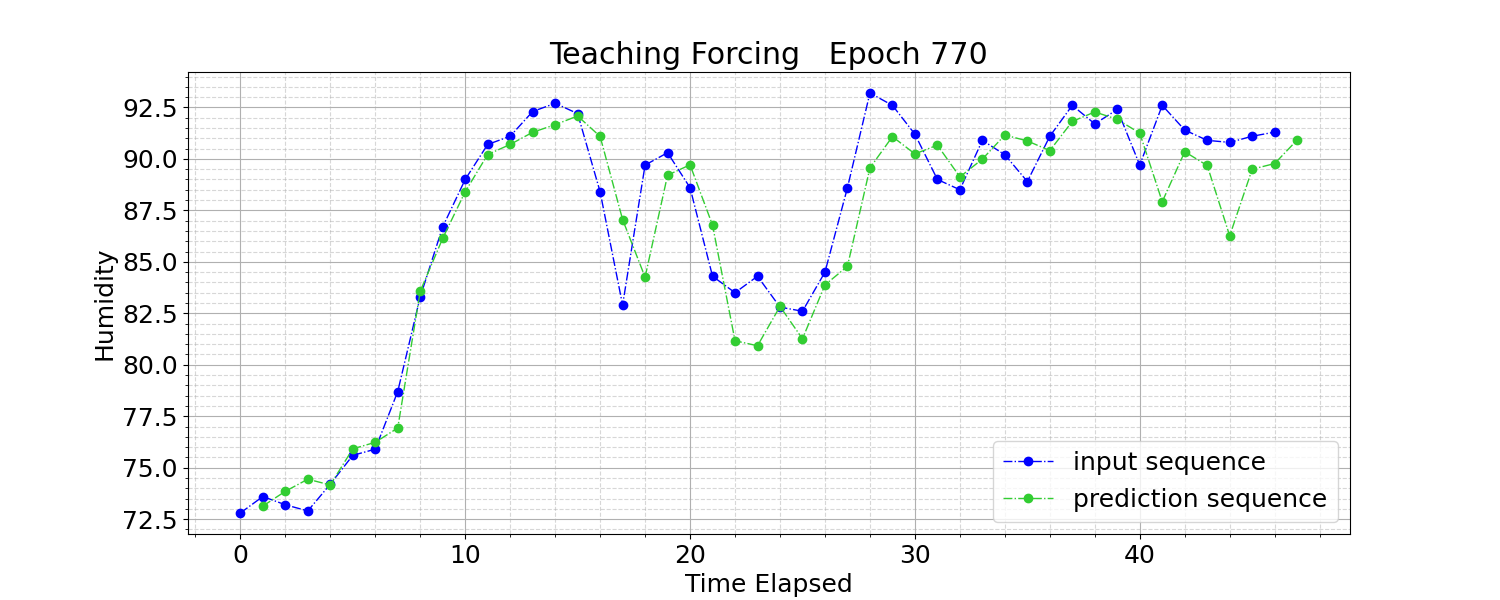 Teaching Forcing   Epoch 770
92.5
90.0
87.5
85.0
82.5
80.0
77.5
75.0
72.5
Humidity
input sequence
prediction sequence
0 10 20 30 40
Time Elapsed